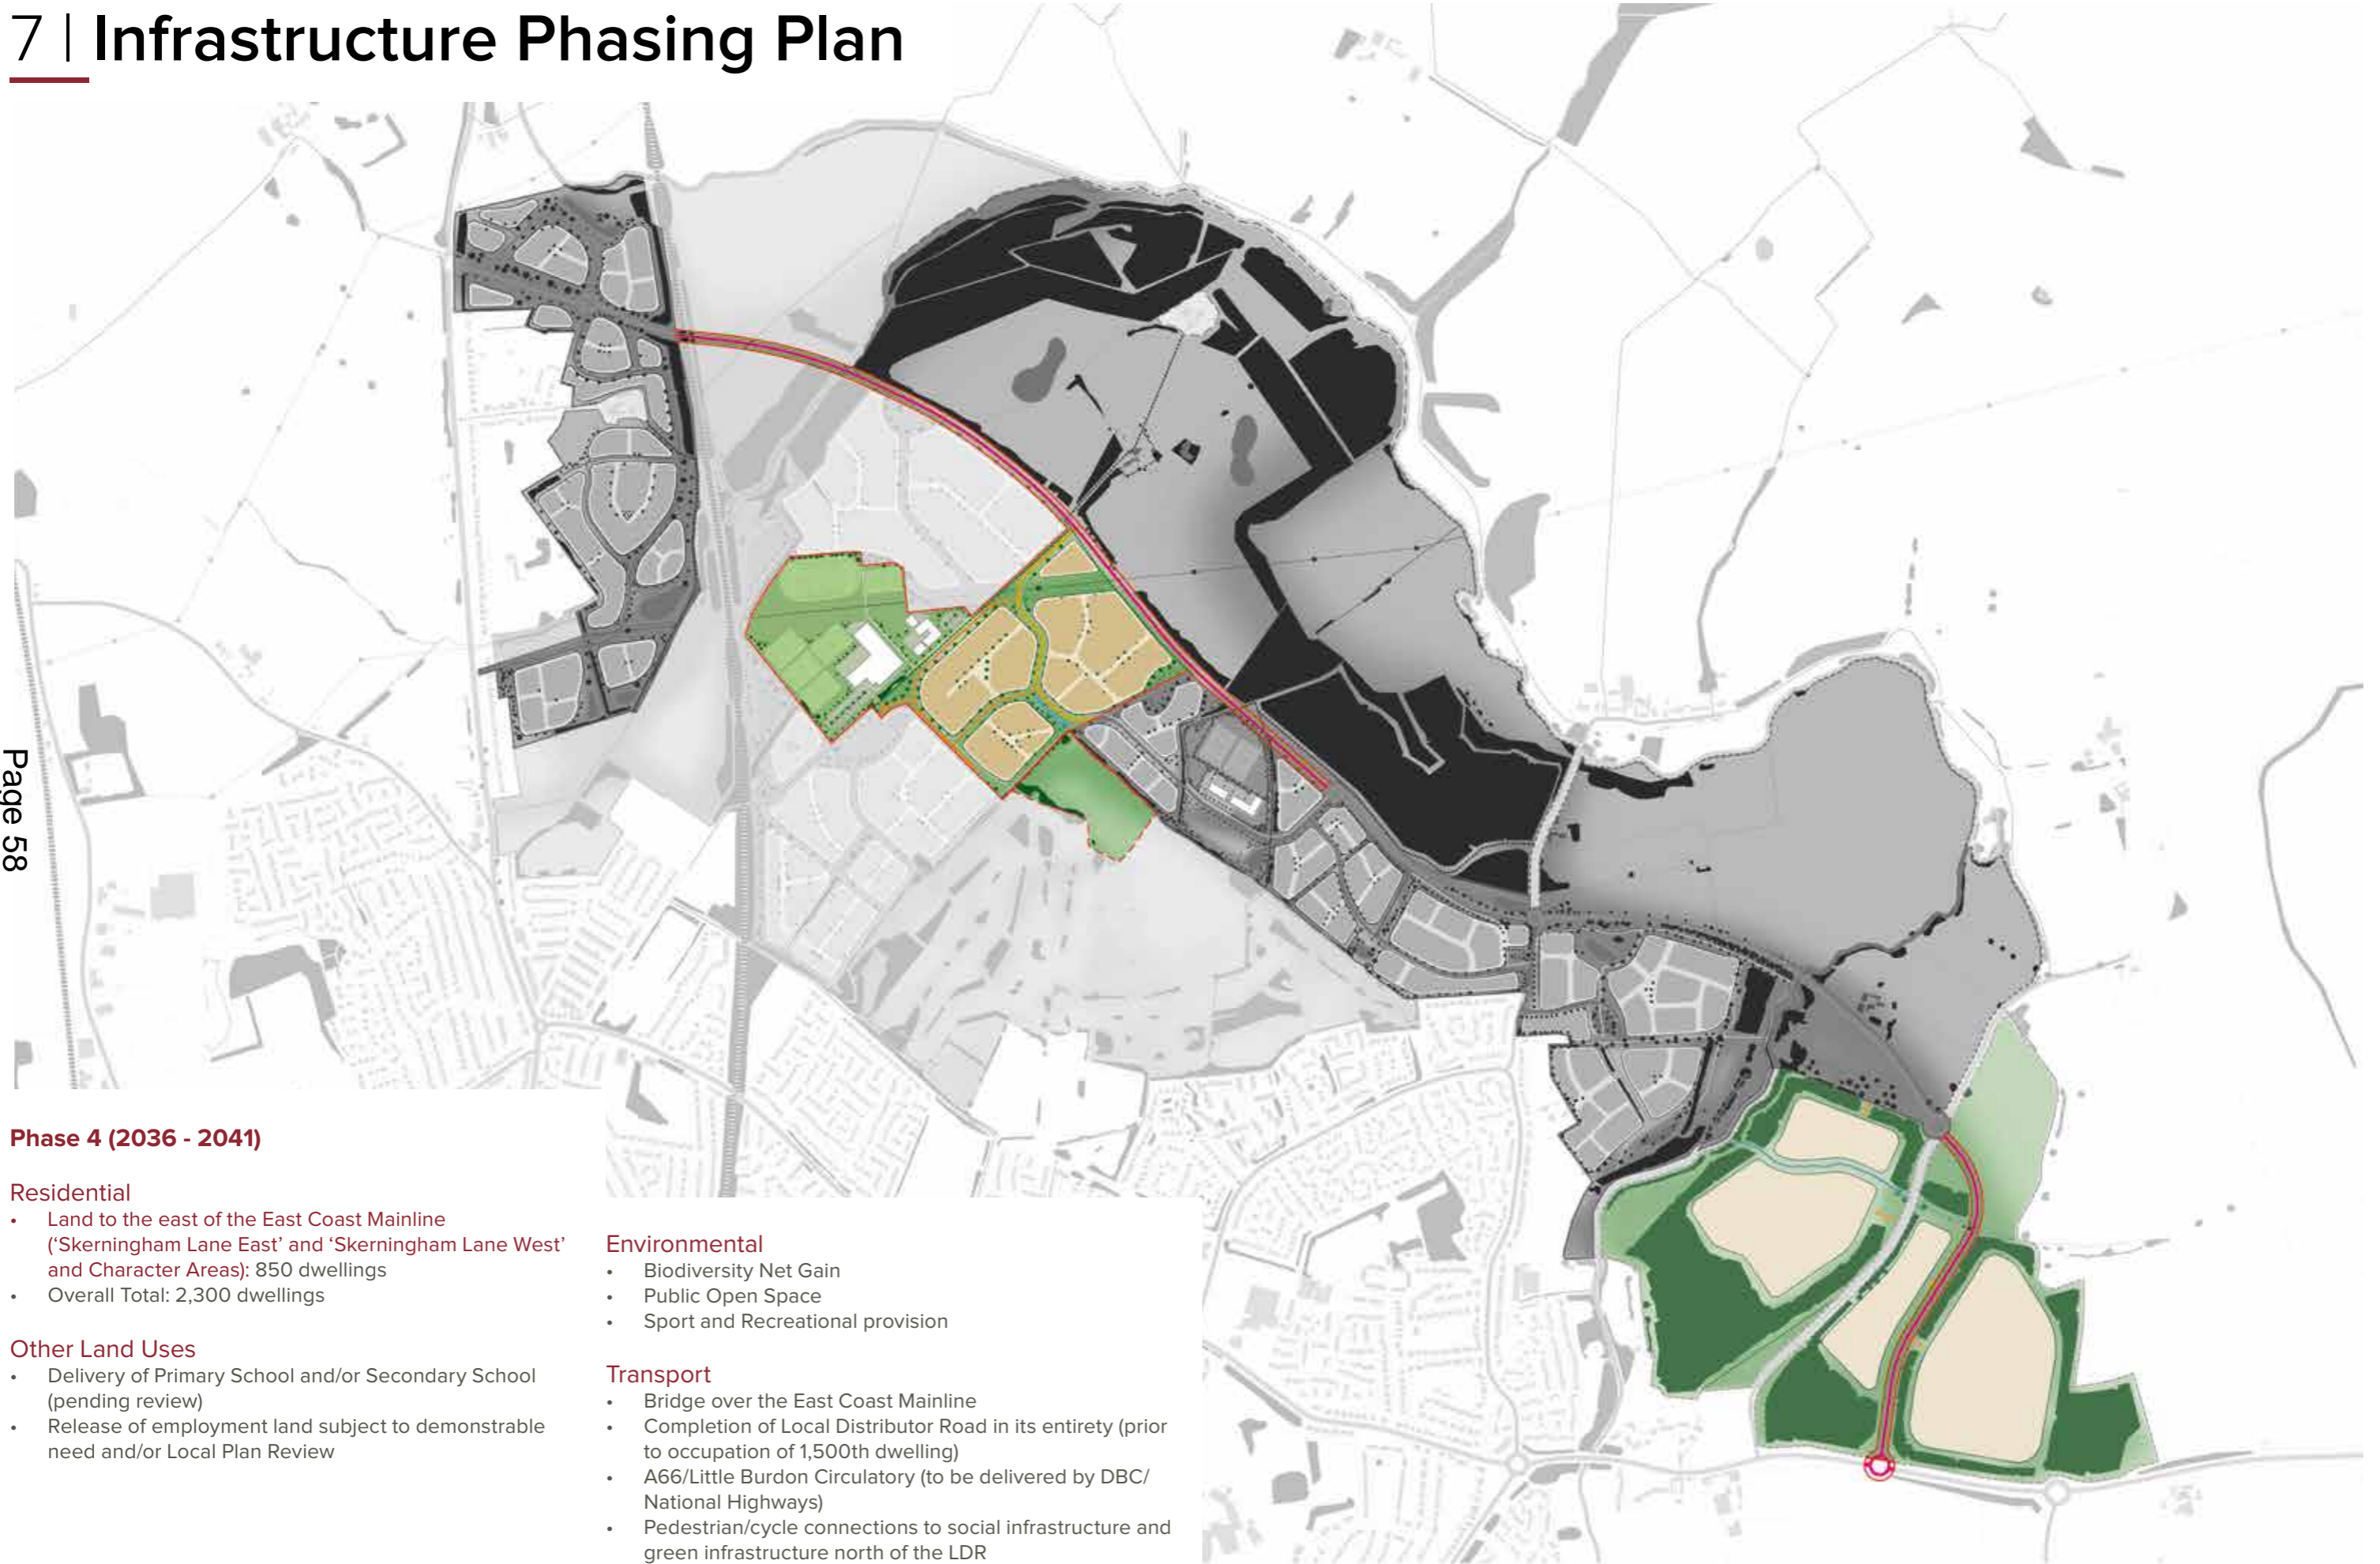 7 | Infrastructure Phasing Plan
Page 58
Phase 4 (2036 - 2041)
Residential
• Land to the east of the East Coast Mainline
(‘Skerningham Lane East’ and ‘Skerningham Lane West’
and Character Areas): 850 dwellings
• Overall Total: 2,300 dwellings
Other Land Uses
• Delivery of Primary School and/or Secondary School
(pending review)
• Release of employment land subject to demonstrable
need and/or Local Plan Review
Environmental
• Biodiversity Net Gain
• Public Open Space
• Sport and Recreational provision
Transport
• Bridge over the East Coast Mainline
• Completion of Local Distributor Road in its entirety (prior
to occupation of 1,500th dwelling)
• A66/Little Burdon Circulatory (to be delivered by DBC/
National Highways)
• Pedestrian/cycle connections to social infrastructure and
green infrastructure north of the LDR